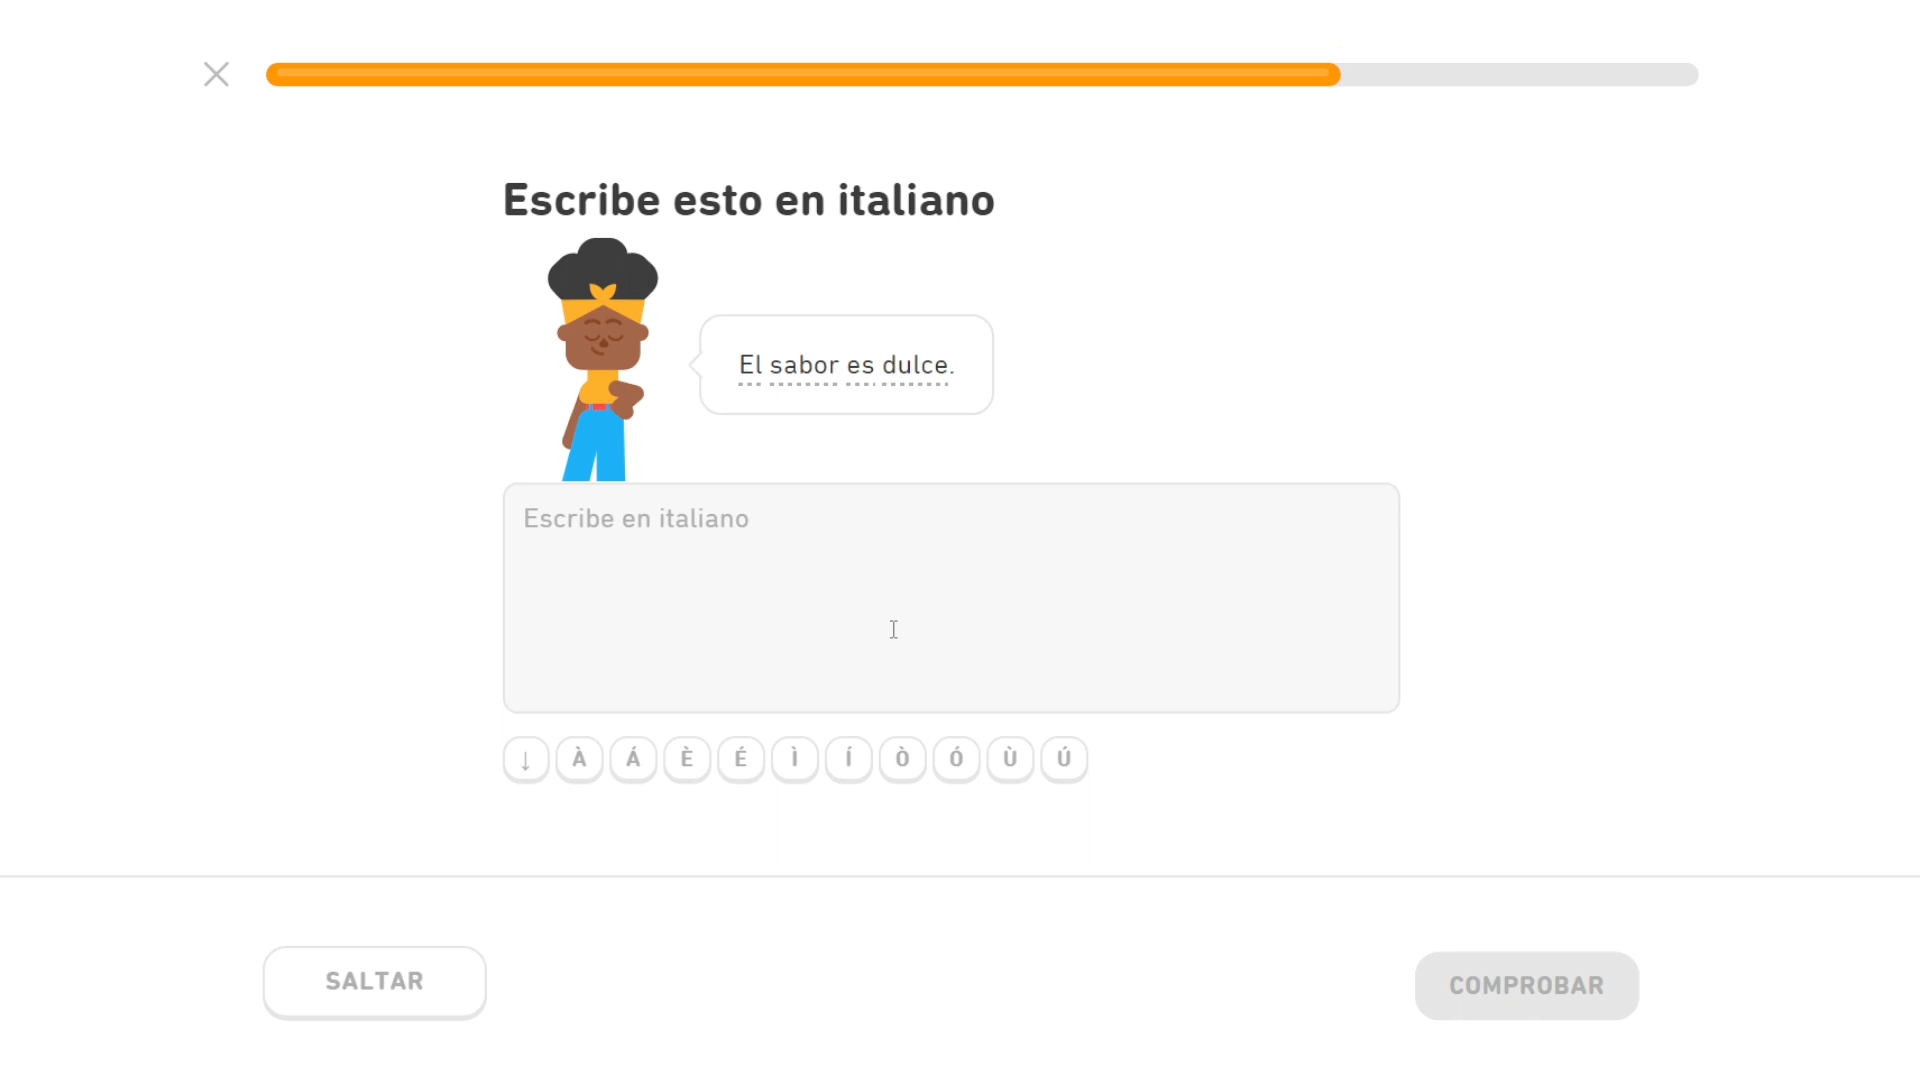 Escribe esto en italiano
El sabor es dulce.
Escribe en italiano
↓ À Á È É Ì Í Ò Ó Ù Ú
SALTAR
COMPROBAR